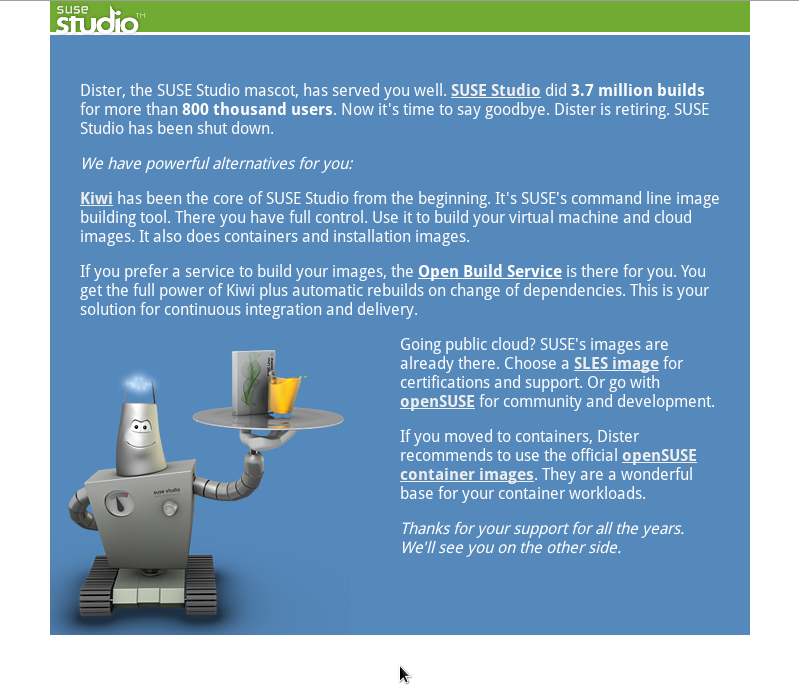 suse
studio™
Dister, the SUSE Studio mascot, has served you well. SUSE Studio did 3.7 million builds
for more than 800 thousand users. Now it's time to say goodbye. Dister is retiring. SUSE
Studio has been shut down.
We have powerful alternatives for you:
Kiwi has been the core of SUSE Studio from the beginning. It's SUSE's command line image
building tool. There you have full control. Use it to build your virtual machine and cloud
images. It also does containers and installation images.
If you prefer a service to build your images, the Open Build Service is there for you. You
get the full power of Kiwi plus automatic rebuilds on change of dependencies. This is your
solution for continuous integration and delivery.
Going public cloud? SUSE's images are
already there. Choose a SLES image for
certifications and support. Or go with
openSUSE for community and development.
If you moved to containers, Dister
recommends to use the official openSUSE
container images. They are a wonderful
base for your container workloads.
Thanks for your support for all the years.
We'll see you on the other side.
suse studio